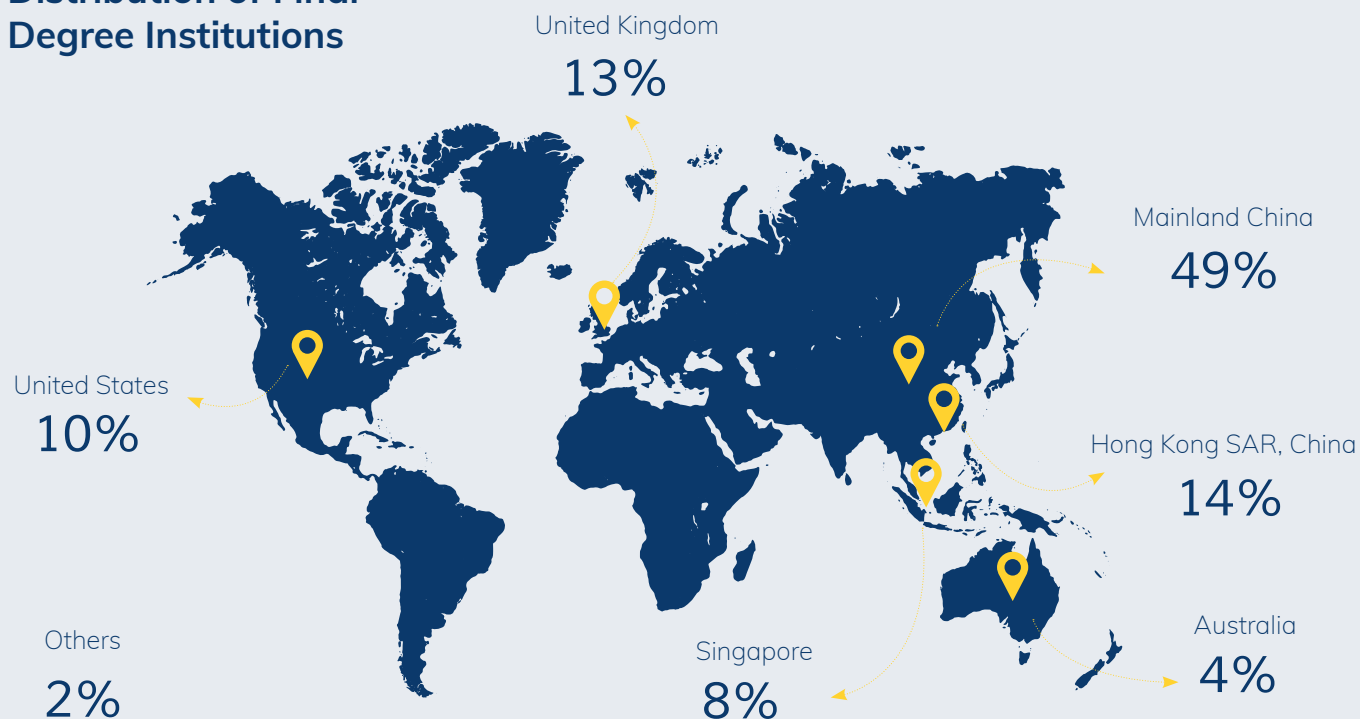 Degree Institutions
United Kingdom
13%
Mainland China
49%
United States
10%
Hong Kong SAR, China
14%
Others
2%
Singapore
8%
Australia
4%